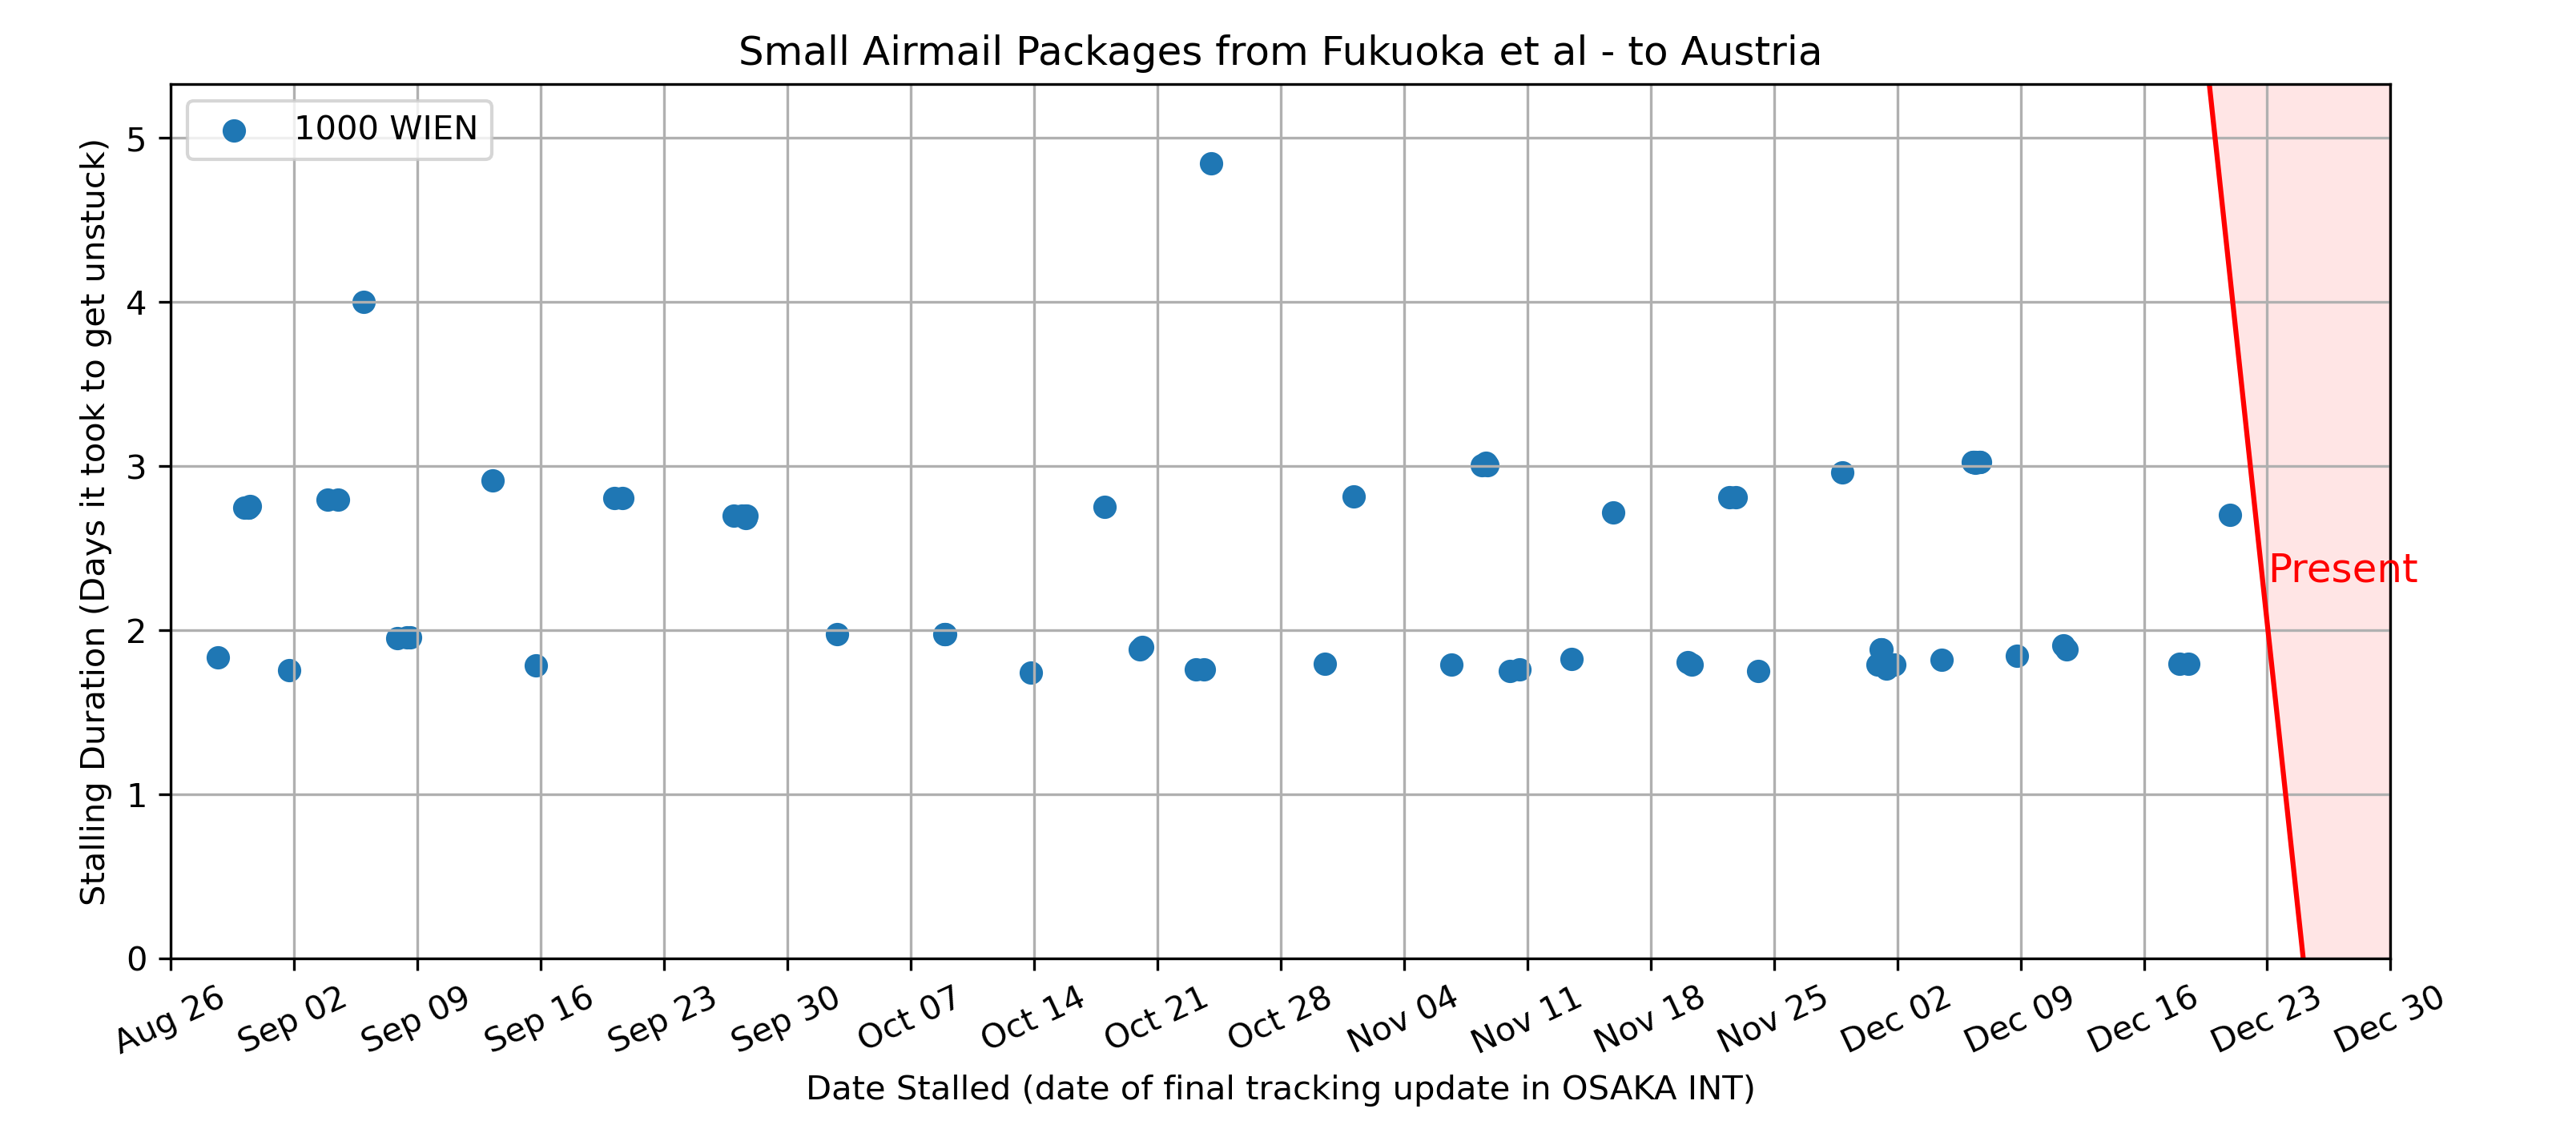 Small Airmail Packages from Fukuoka et al - to Austria
1000 WIEN
Stalling Duration (Days it took to get unstuck)
5
4
3
2
1
0
Present
Aug 26
Sep 02
Sep 09
Sep 16
Sep 23
Sep 30
Oct 07
Oct 14
Oct 21
Oct 28
Nov 04
Nov 11
Nov 18
Nov 25
Dec 02
Dec 09
Dec 16
Dec 23
Dec 30
Date Stalled (date of final tracking update in OSAKA INT)